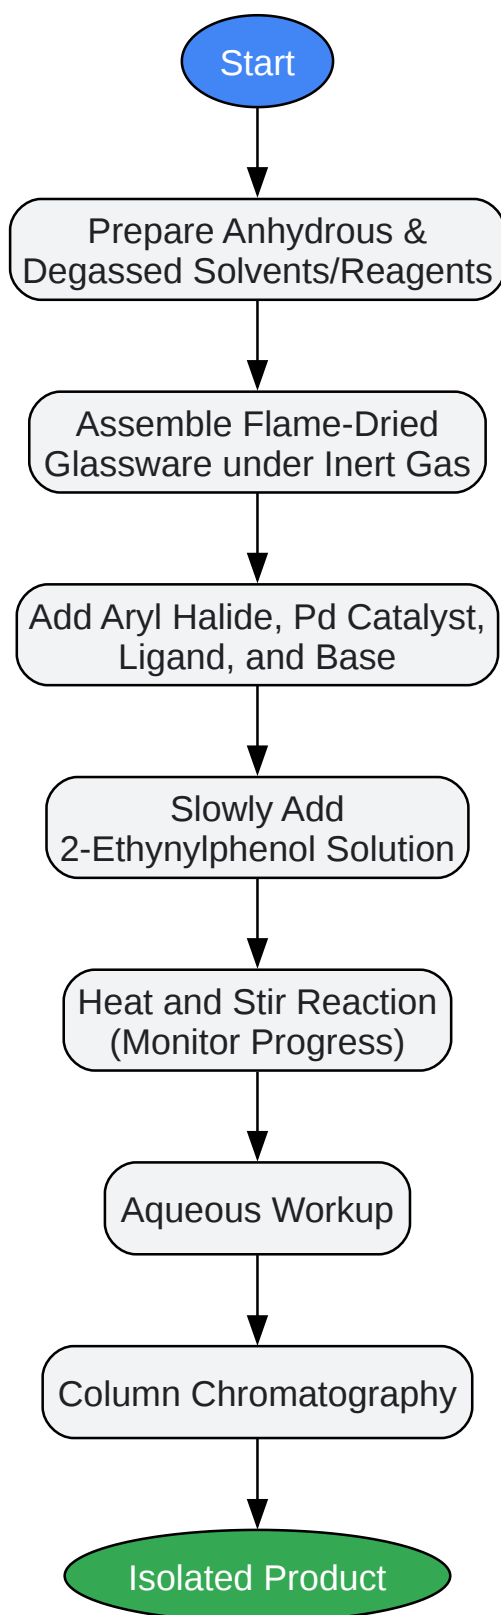 Start
Prepare Anhydrous &
Degassed Solvents/Reagents
Assemble Flame-Dried
Glassware under Inert Gas
Add Aryl Halide, Pd Catalyst,
Ligand, and Base
Slowly Add
2-Ethynylphenol Solution
Heat and Stir Reaction
(Monitor Progress)
Aqueous Workup
Column Chromatography
Isolated Product